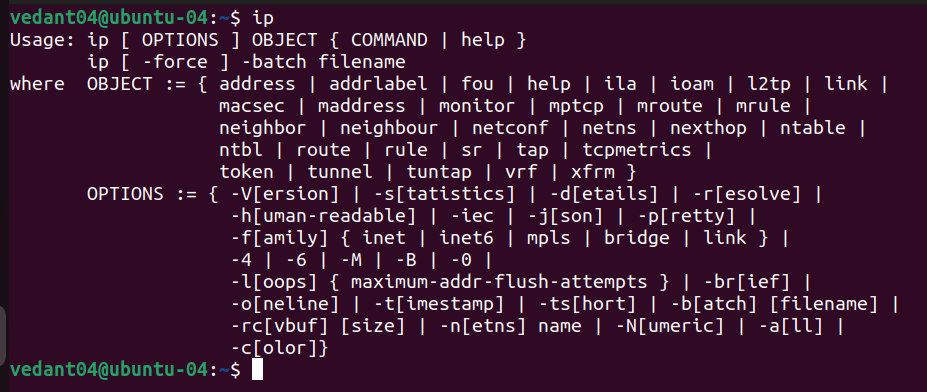 vedant04@ubuntu-04:~$ ip
Usage: ip [ OPTIONS ] OBJECT { COMMAND | help }
       ip [ -force ] -batch filename
where  OBJECT := { address | addrlabel | fou | help | ila | ioam | l2tp | link |
                   macsec | maddress | monitor | mptcp | mroute | mrule |
                   neighbor | neighbour | netconf | netns | nexthop | ntable |
                   ntbl | route | rule | sr | tap | tcpmetrics |
                   token | tunnel | tuntap | vrf | xfrm }
       OPTIONS := { -V[ersion] | -s[tatistics] | -d[etails] | -r[esolve] |
                    -h[uman-readable] | -iec | -j[son] | -p[retty] |
                    -f[amily] { inet | inet6 | mpls | bridge | link } |
                    -4 | -6 | -M | -B | -0 |
                    -l[oops] { maximum-addr-flush-attempts } | -br[ief] |
                    -o[neline] | -t[imestamp] | -ts[hort] | -b[atch] [filename] |
                    -rc[vbuf] [size] | -n[etns] name | -N[umeric] | -a[ll] |
                    -c[olor]}
vedant04@ubuntu-04:~$